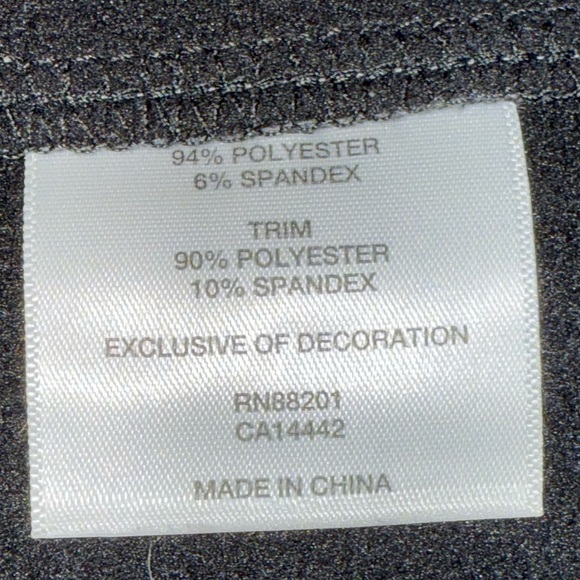 94% POLYESTER
6% SPANDEX
TRIM
90% POLYESTER
10% SPANDEX
EXCLUSIVE OF DECORATION
RN88201
CA14442
MADE IN CHINA